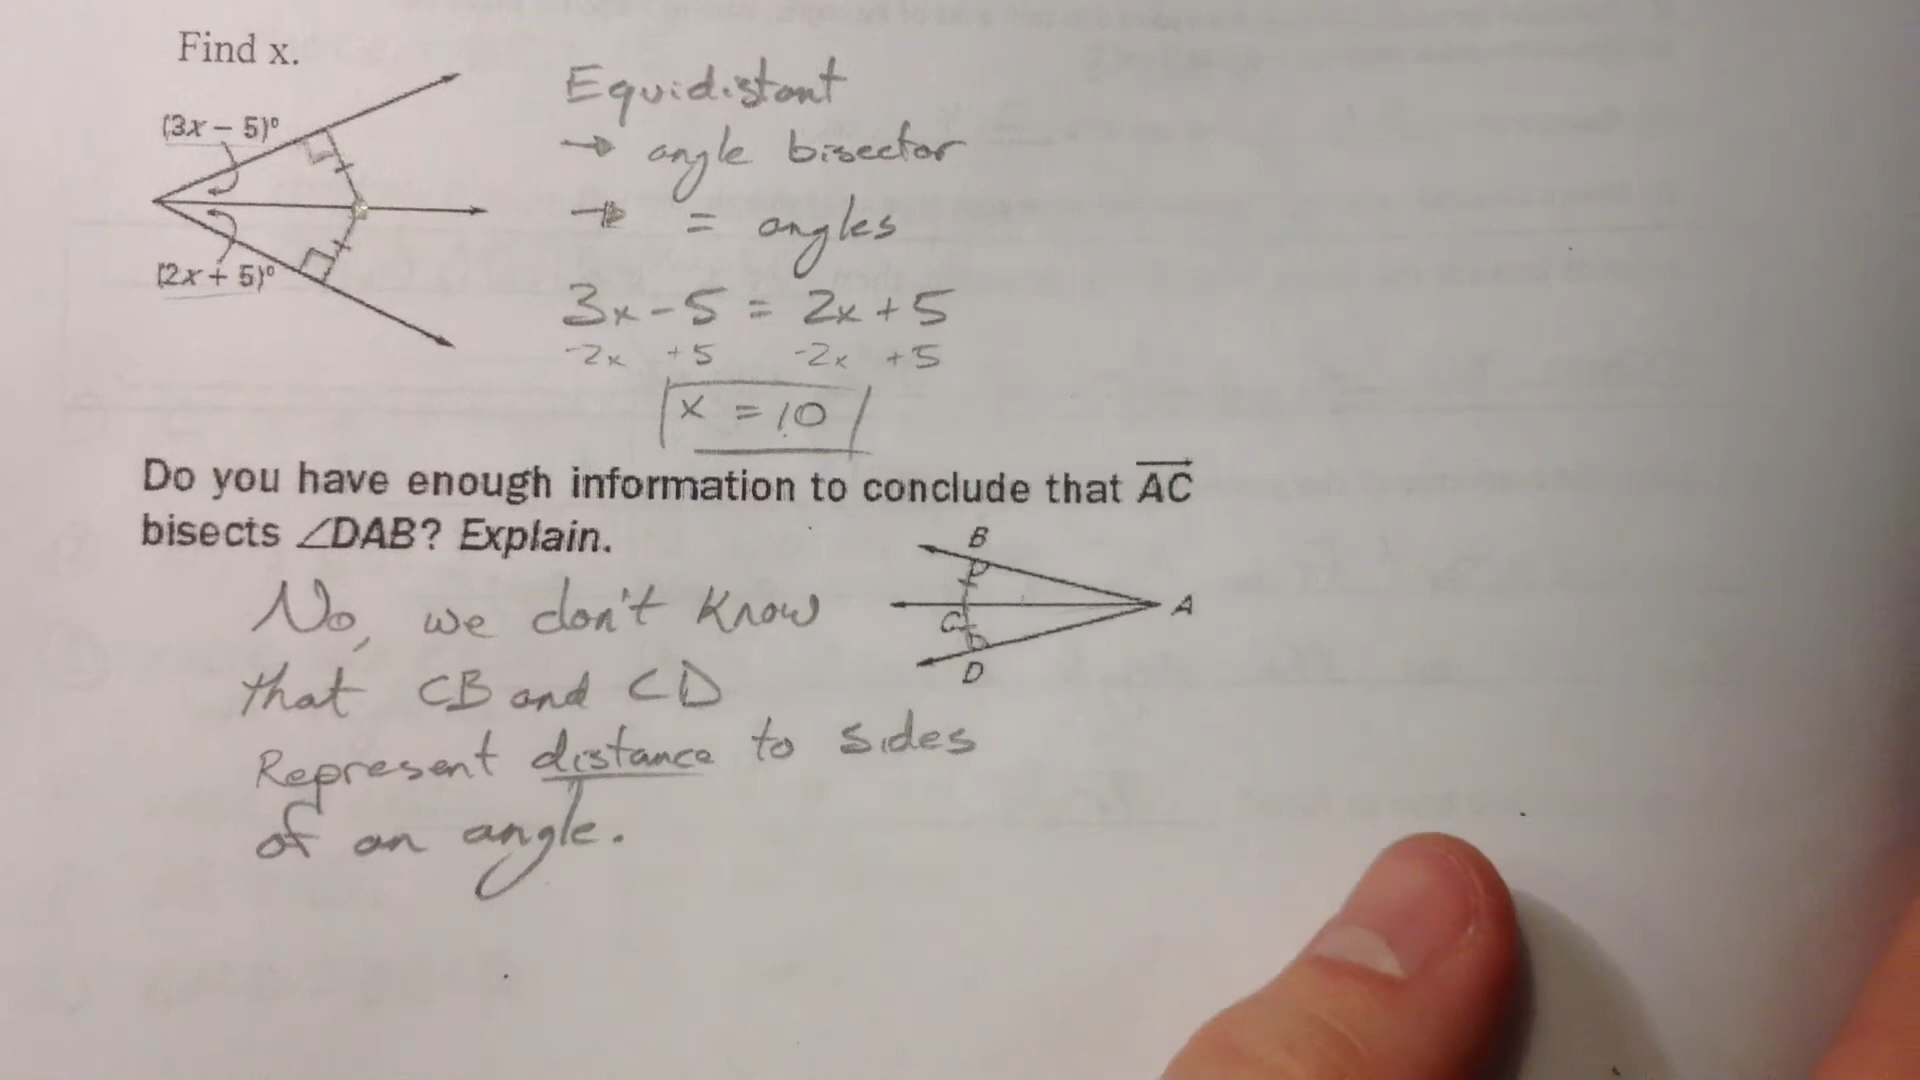 Find x.
(3x – 5)°
(2x + 5)°
Equidistant
→ angle bisector
→ = angles
3x - 5 = 2x + 5
-2x +5 -2x +5
x = 10
Do you have enough information to conclude that AC
bisects ∠DAB? Explain.
B
A
C
D
No, we don't know
that CB and CD
Represent distance to sides
of an angle.